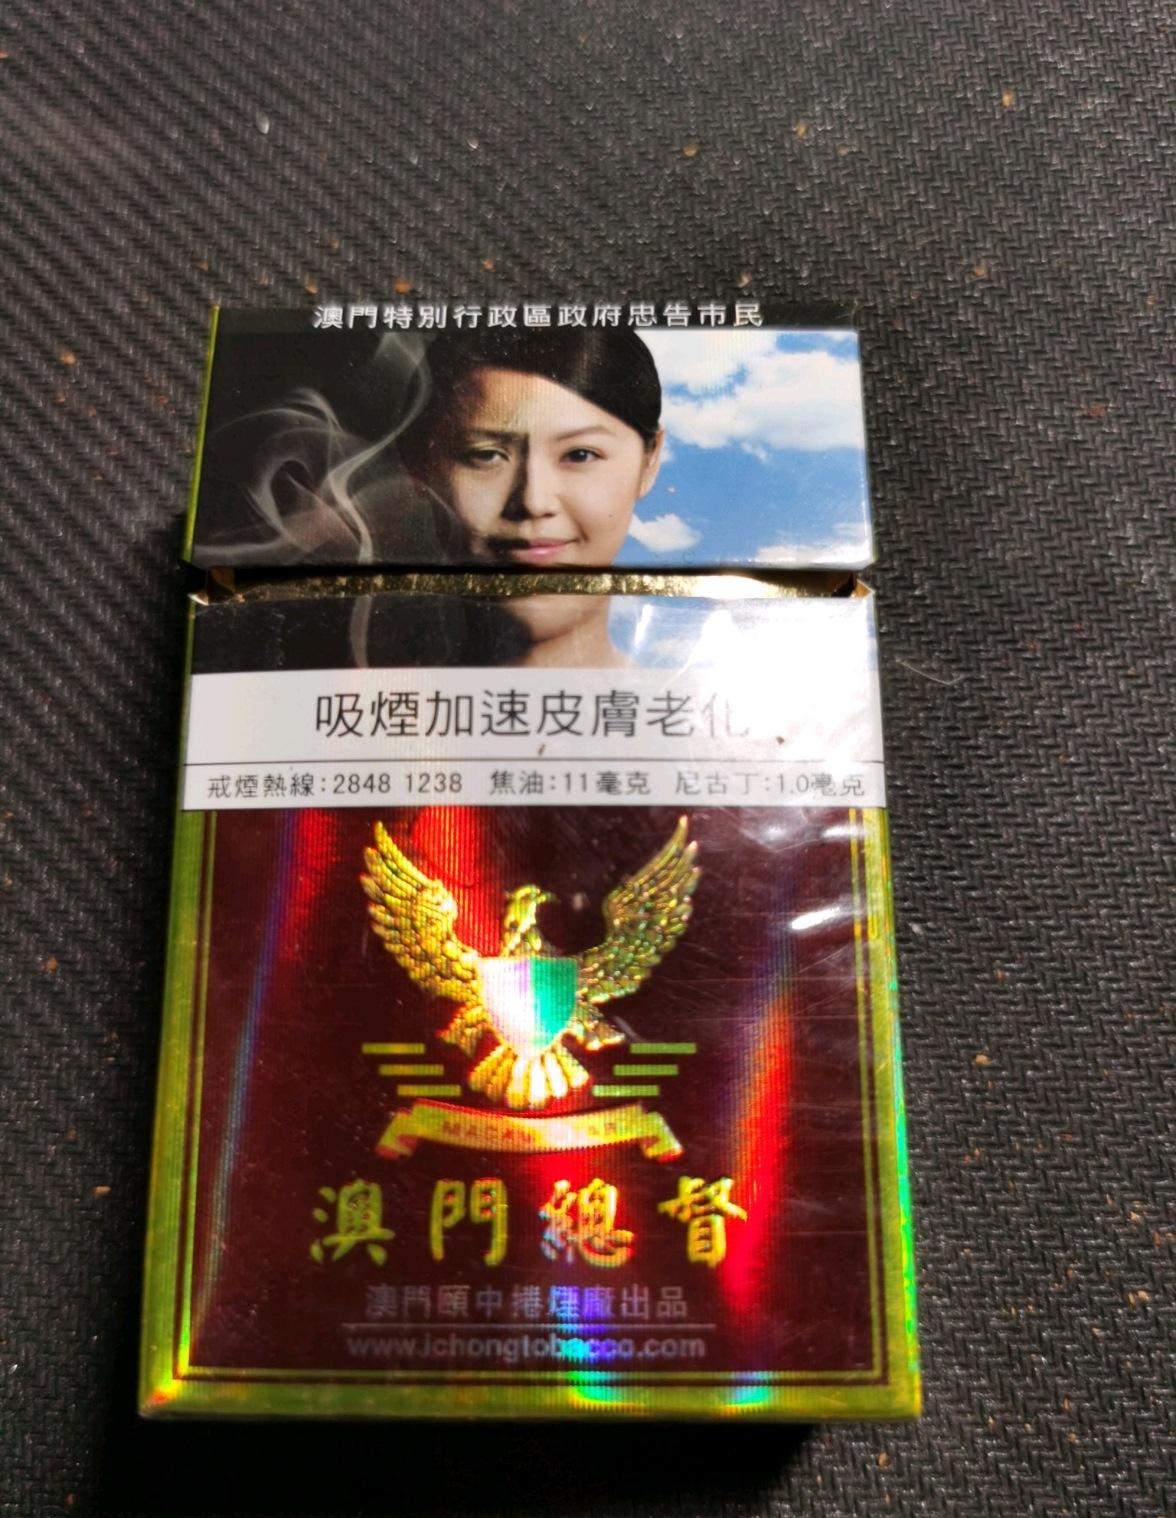 澳門特別行政區政府忠告市民
吸煙加速皮膚老化
戒煙熱線:2848 1238 焦油:11毫克 尼古丁:1.0毫克
澳門總督
澳門頤中捲煙廠出品
www.ichongtobacco.com